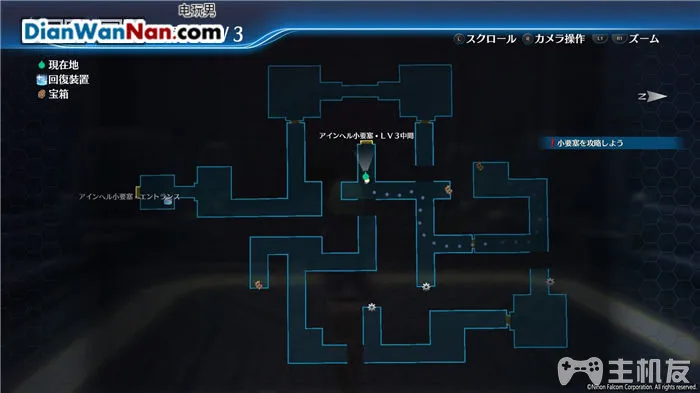 电玩男
DianWanNan.com
/3
Ⓛスクロール Ⓡカメラ操作 L1 R1 ズーム
現在地
回復装置
宝箱
アインヘル小要塞・LV3中間
N
小要塞を攻略しよう
アインヘル小要塞・エントランス
主机友
©Nihon Falcom Corporation. All rights reserved.